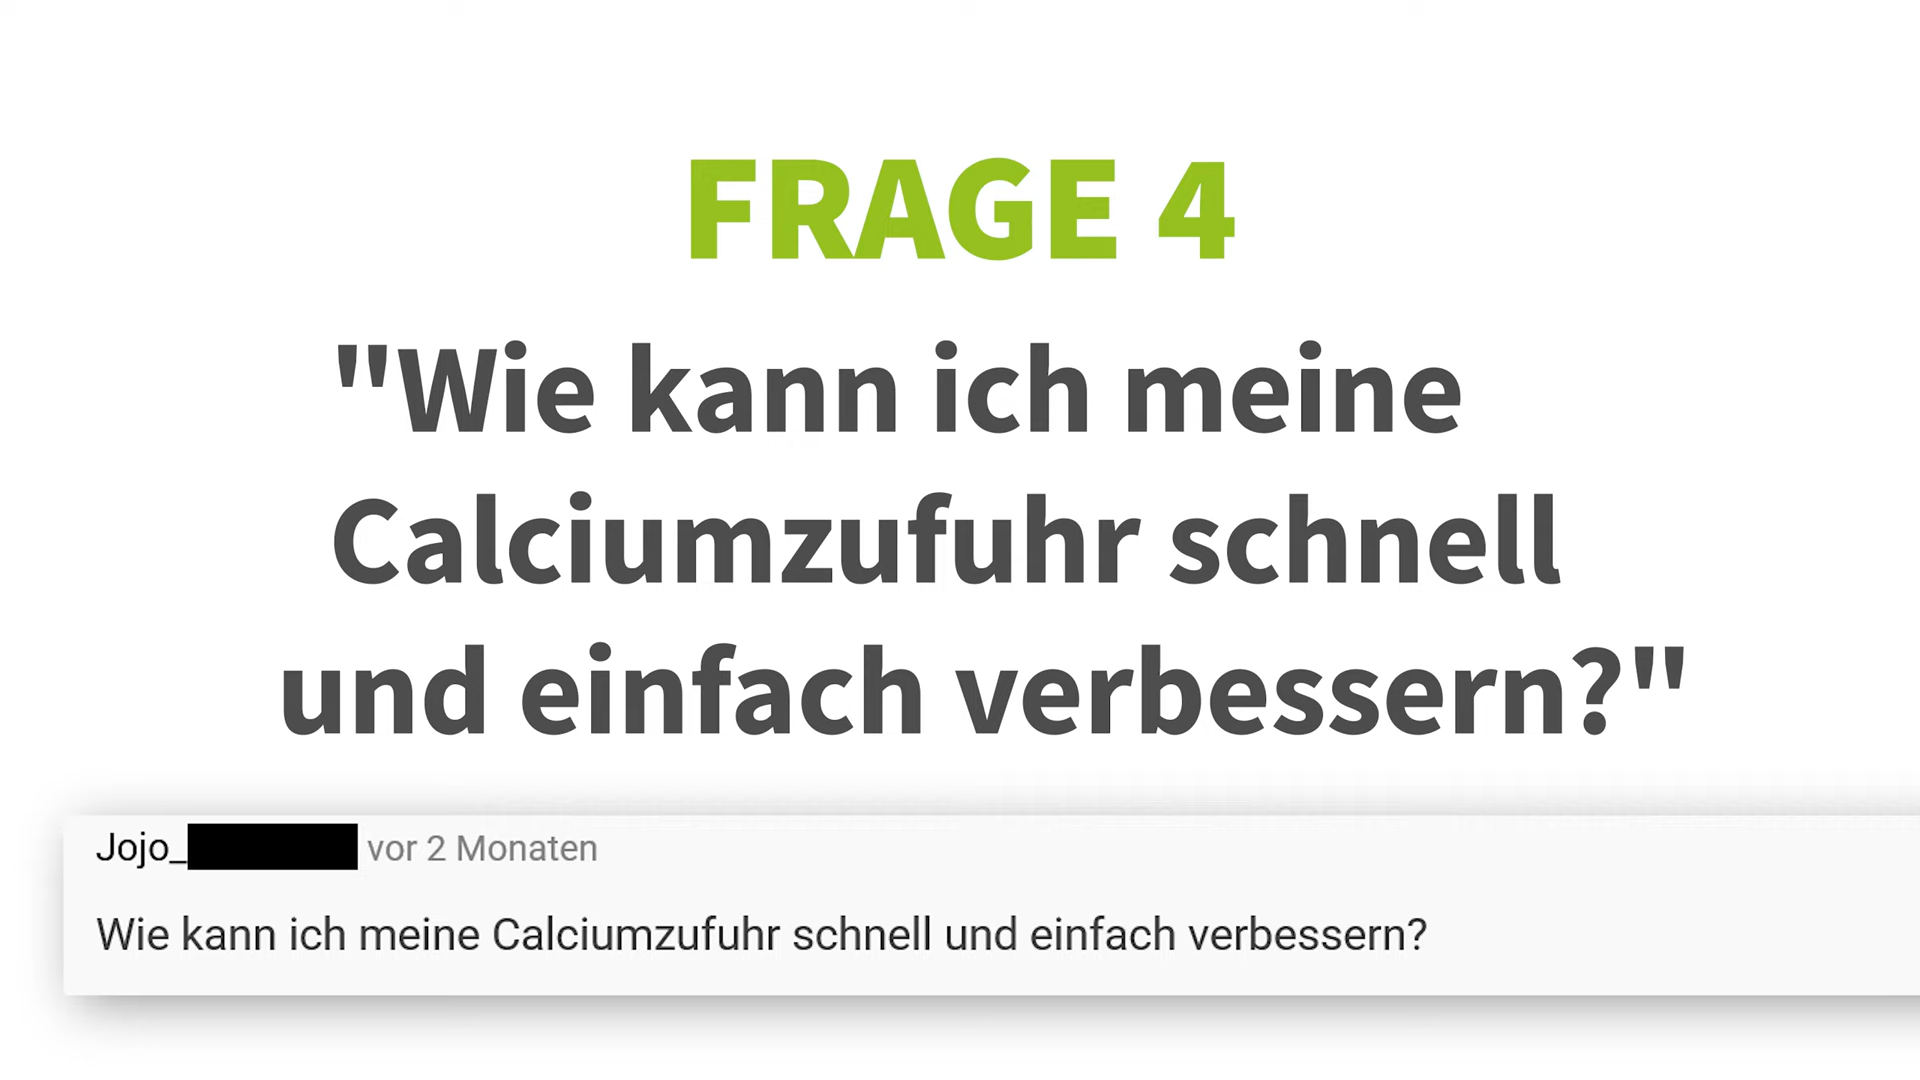 FRAGE 4
"Wie kann ich meine
Calciumzufuhr schnell
und einfach verbessern?"
Jojo_ vor 2 Monaten
Wie kann ich meine Calciumzufuhr schnell und einfach verbessern?